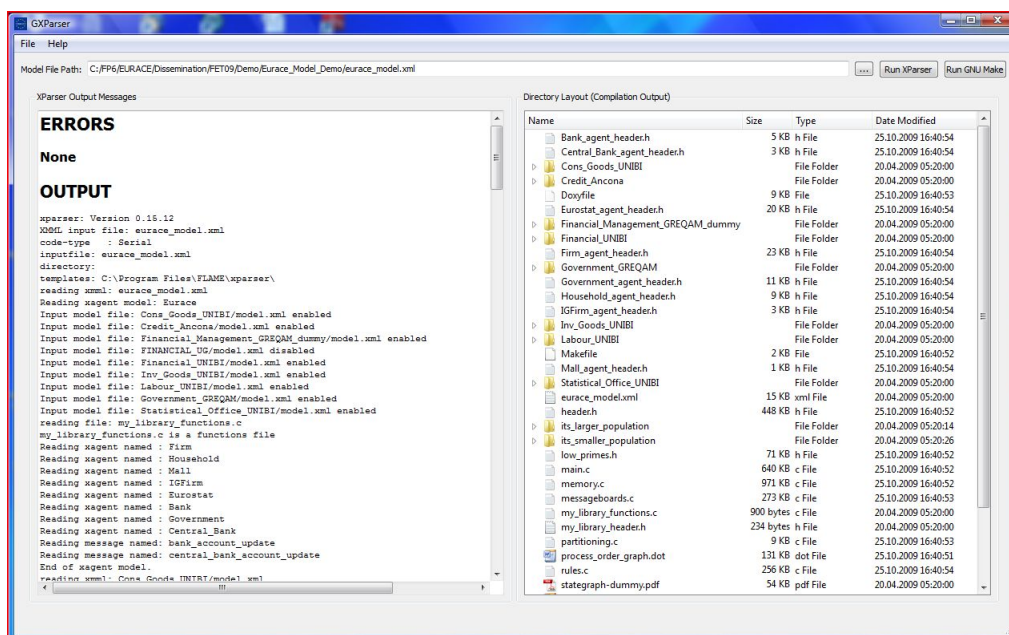 GXParser
File Help
Model File Path: C:/FP6/EURACE/Dissemination/FET09/Demo/Eurace_Model_Demo/eurace_model.xml ... Run XParser Run GNU Make
XParser Output Messages
ERRORS
None
OUTPUT
xparser: Version 0.15.12
XMML input file: eurace_model.xml
code-type : Serial
inputfile: eurace_model.xml
directory:
templates: C:\Program Files\FLAME\xparser\
reading xmml: eurace_model.xml
Reading xagent model: Eurace
Input model file: Cons_Goods_UNIBI/model.xml enabled
Input model file: Credit_Ancona/model.xml enabled
Input model file: Financial_Management_GREQAM_dummy/model.xml enabled
Input model file: FINANCIAL_UG/model.xml disabled
Input model file: Financial_UNIBI/model.xml enabled
Input model file: Inv_Goods_UNIBI/model.xml enabled
Input model file: Labour_UNIBI/model.xml enabled
Input model file: Government_GREQAM/model.xml enabled
Input model file: Statistical_Office_UNIBI/model.xml enabled
reading file: my_library_functions.c
my_library_functions.c is a functions file
Reading xagent named : Firm
Reading xagent named : Household
Reading xagent named : Mall
Reading xagent named : IGFirm
Reading xagent named : Eurostat
Reading xagent named : Bank
Reading xagent named : Government
Reading xagent named : Central_Bank
Reading message named: bank_account_update
Reading message named: central_bank_account_update
End of xagent model.
reading xmml: Cons_Goods_UNIBI/model.xml
Directory Layout (Compilation Output)
Name Size Type Date Modified
Bank_agent_header.h 5 KB h File 25.10.2009 16:40:54
Central_Bank_agent_header.h 3 KB h File 25.10.2009 16:40:54
Cons_Goods_UNIBI File Folder 20.04.2009 05:20:00
Credit_Ancona File Folder 20.04.2009 05:20:00
Doxyfile 9 KB File 25.10.2009 16:40:53
Eurostat_agent_header.h 20 KB h File 25.10.2009 16:40:54
Financial_Management_GREQAM_dummy File Folder 20.04.2009 05:20:00
Financial_UNIBI File Folder 20.04.2009 05:20:00
Firm_agent_header.h 23 KB h File 25.10.2009 16:40:54
Government_GREQAM File Folder 20.04.2009 05:20:00
Government_agent_header.h 11 KB h File 25.10.2009 16:40:54
Household_agent_header.h 9 KB h File 25.10.2009 16:40:54
IGFirm_agent_header.h 3 KB h File 25.10.2009 16:40:54
Inv_Goods_UNIBI File Folder 20.04.2009 05:20:00
Labour_UNIBI File Folder 20.04.2009 05:20:00
Makefile 2 KB File 25.10.2009 16:40:52
Mall_agent_header.h 1 KB h File 25.10.2009 16:40:54
Statistical_Office_UNIBI File Folder 20.04.2009 05:20:00
eurace_model.xml 15 KB xml File 20.04.2009 05:20:00
header.h 448 KB h File 25.10.2009 16:40:52
its_larger_population File Folder 20.04.2009 05:20:14
its_smaller_population File Folder 20.04.2009 05:20:26
low_primes.h 71 KB h File 25.10.2009 16:40:52
main.c 640 KB c File 25.10.2009 16:40:52
memory.c 971 KB c File 25.10.2009 16:40:52
messageboards.c 273 KB c File 25.10.2009 16:40:53
my_library_functions.c 900 bytes c File 20.04.2009 05:20:00
my_library_header.h 234 bytes h File 20.04.2009 05:20:00
partitioning.c 9 KB c File 25.10.2009 16:40:53
process_order_graph.dot 131 KB dot File 25.10.2009 16:40:51
rules.c 256 KB c File 25.10.2009 16:40:54
stategraph-dummy.pdf 54 KB pdf File 20.04.2009 05:20:00